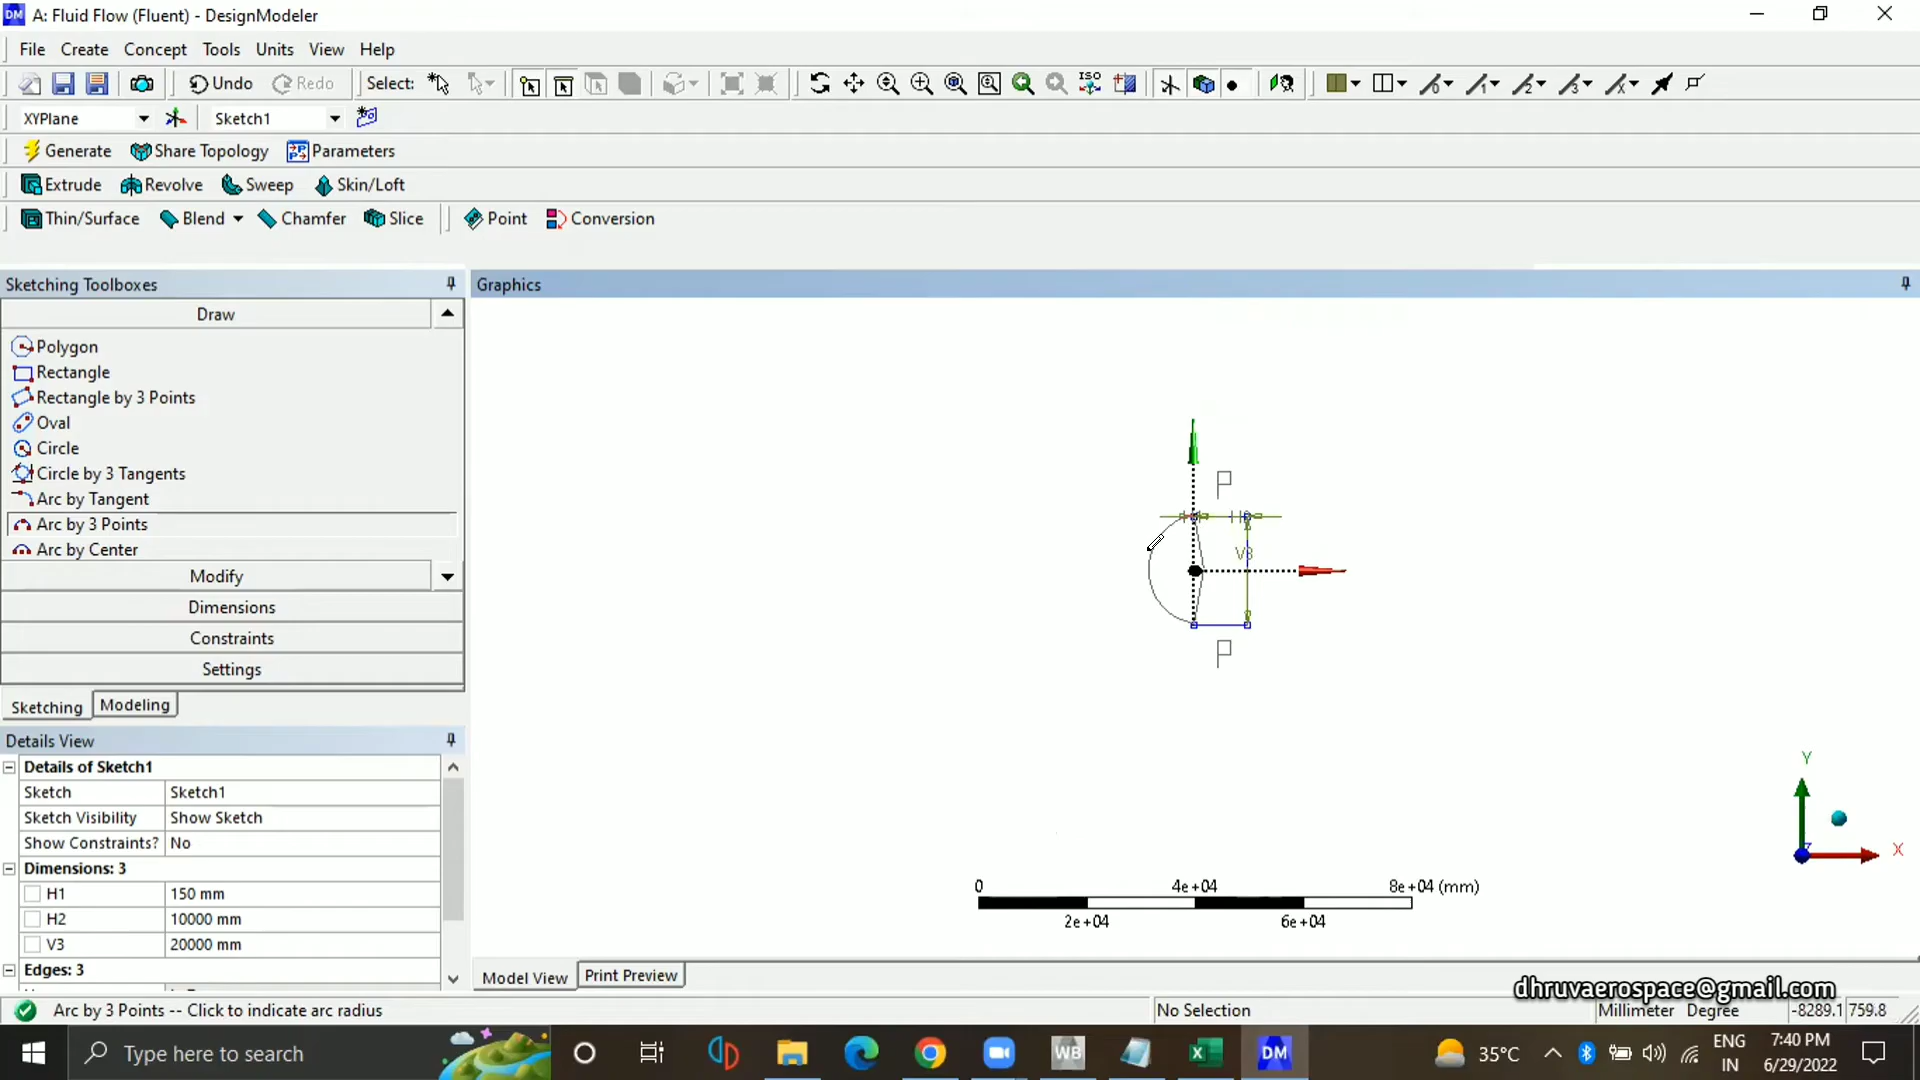 DM A: Fluid Flow (Fluent) - DesignModeler
File Create Concept Tools Units View Help
Undo Redo Select: ISO
XYPlane Sketch1
Generate Share Topology Parameters
Extrude Revolve Sweep Skin/Loft
Thin/Surface Blend Chamfer Slice Point Conversion
Sketching Toolboxes
Draw
Polygon
Rectangle
Rectangle by 3 Points
Oval
Circle
Circle by 3 Tangents
Arc by Tangent
Arc by 3 Points
Arc by Center
Modify
Dimensions
Constraints
Settings
Sketching Modeling
Details View
Details of Sketch1
Sketch Sketch1
Sketch Visibility Show Sketch
Show Constraints? No
Dimensions: 3
H1 150 mm
H2 10000 mm
V3 20000 mm
Edges: 3
Graphics
P
V3
P
Y
X
0 4e+04 8e+04 (mm)
2e+04 6e+04
Model View Print Preview
dhruvaerospace@gmail.com
Arc by 3 Points -- Click to indicate arc radius No Selection Millimeter Degree -8289.1 759.8
Type here to search WB DM 35°C ENG IN 7:40 PM 6/29/2022